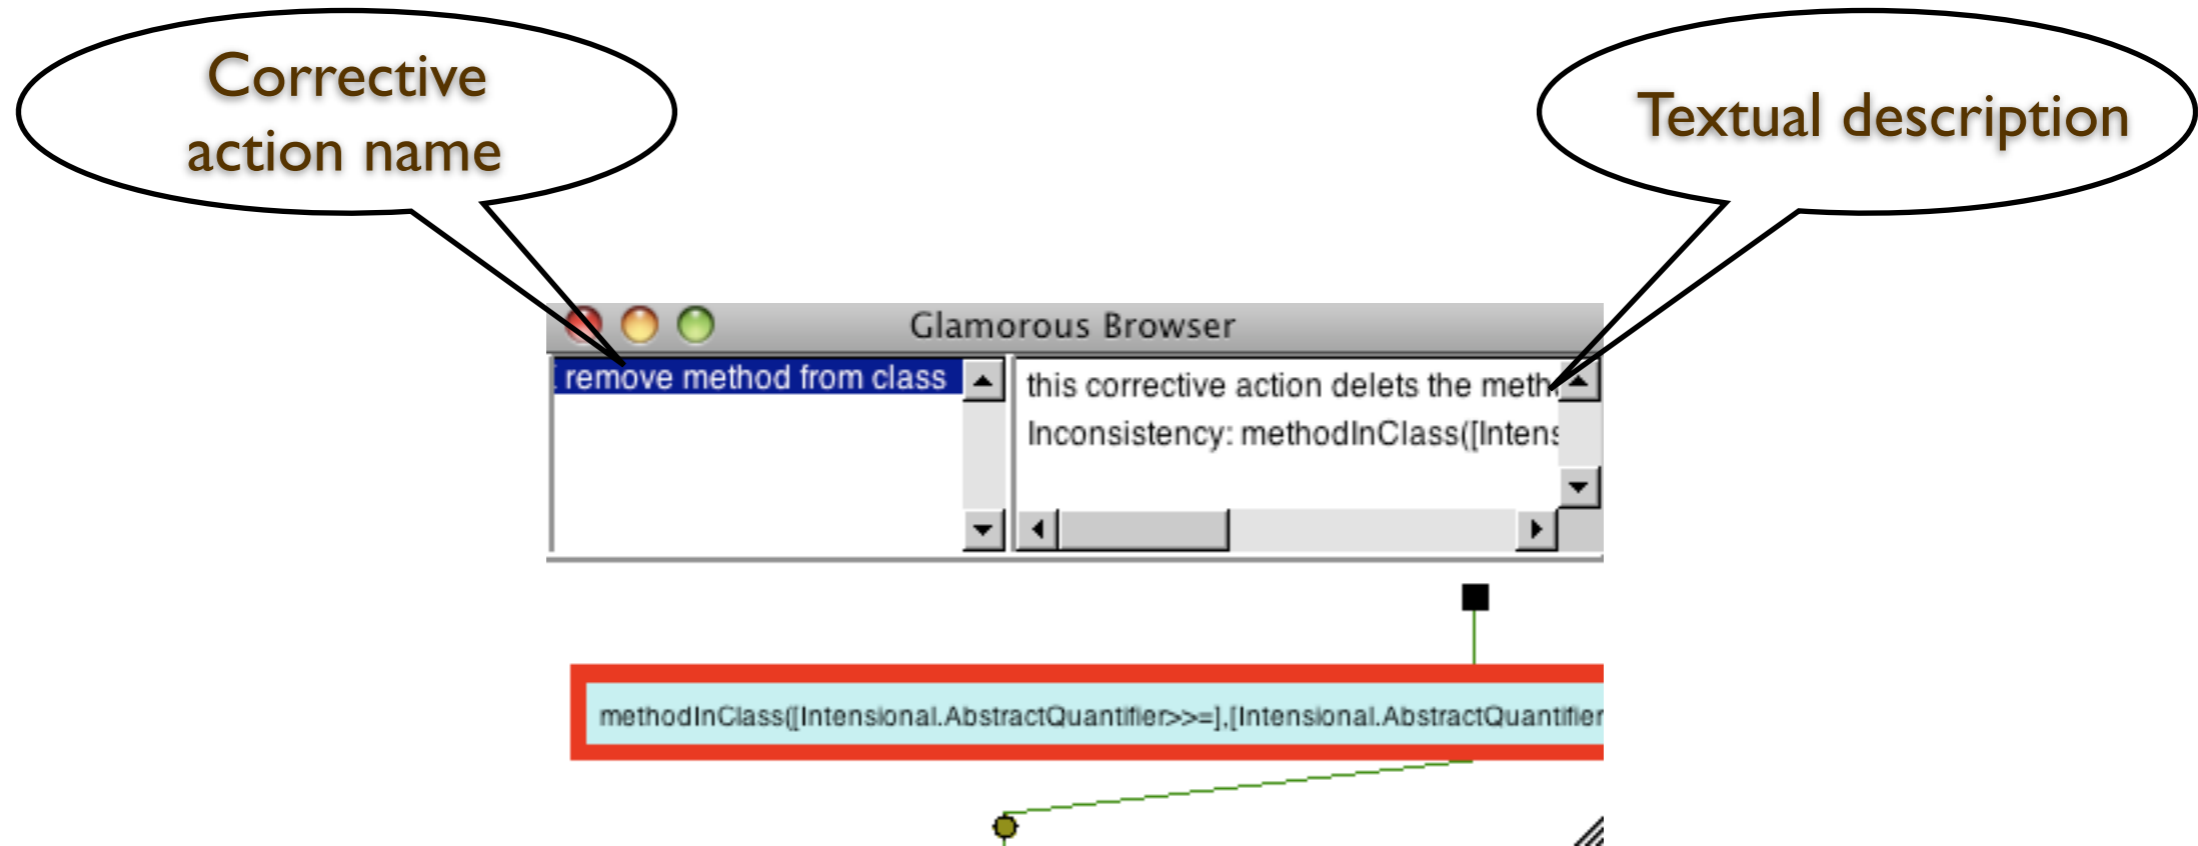 Corrective
action name
Textual description
Glamorous Browser
remove method from class
this corrective action delets the meth
Inconsistency: methodInClass([Intens
methodInClass([Intensional.AbstractQuantifier>>=],[Intensional.AbstractQuantifier